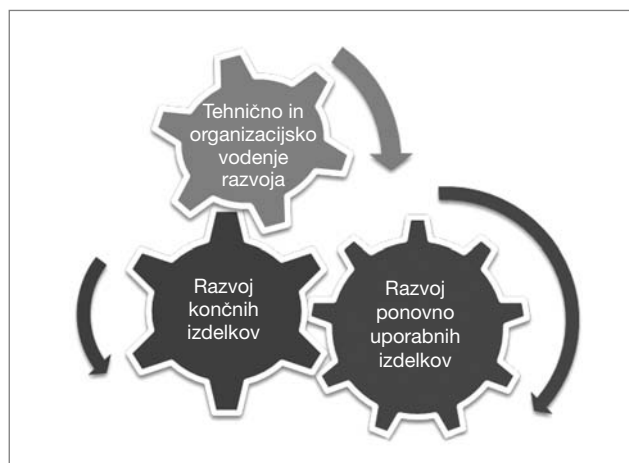 Tehnično in
organizacijsko
vodenje
razvoja
Razvoj
končnih
izdelkov
Razvoj
ponovno
uporabnih
izdelkov